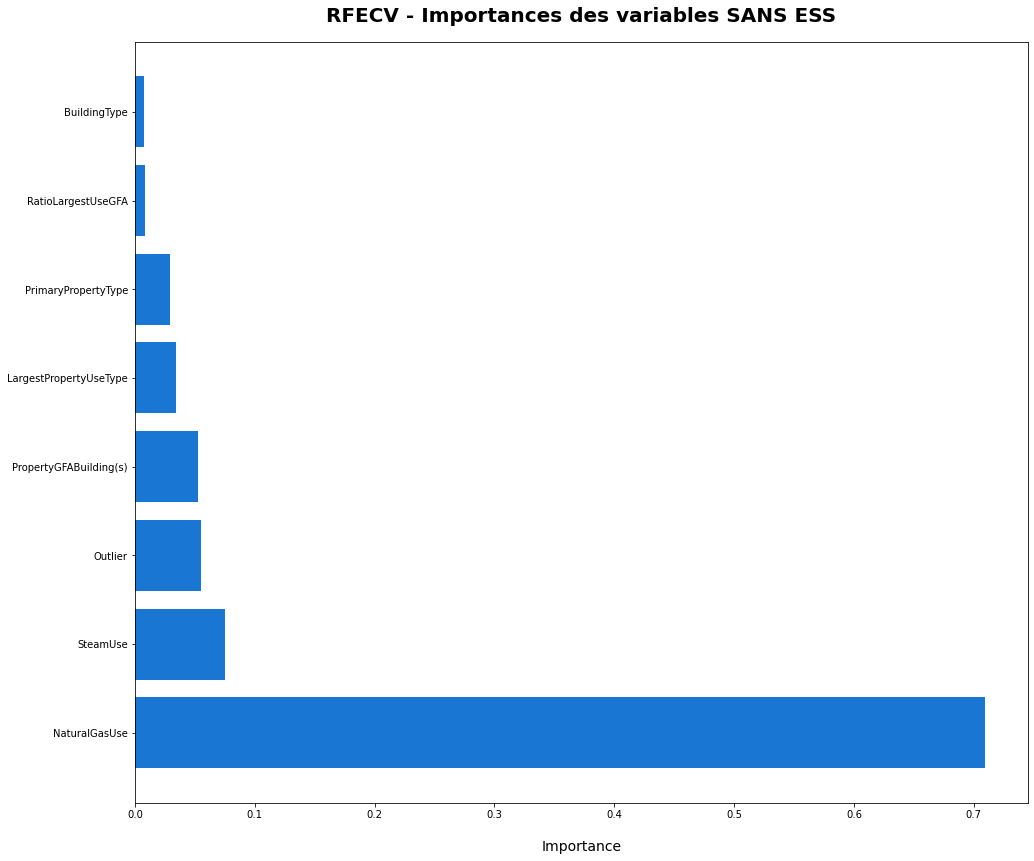 RFECV - Importances des variables SANS ESS
BuildingType
RatioLargestUseGFA
PrimaryPropertyType
LargestPropertyUseType
PropertyGFABuilding(s)
Outlier
SteamUse
NaturalGasUse
0.0 0.1 0.2 0.3 0.4 0.5 0.6 0.7
Importance